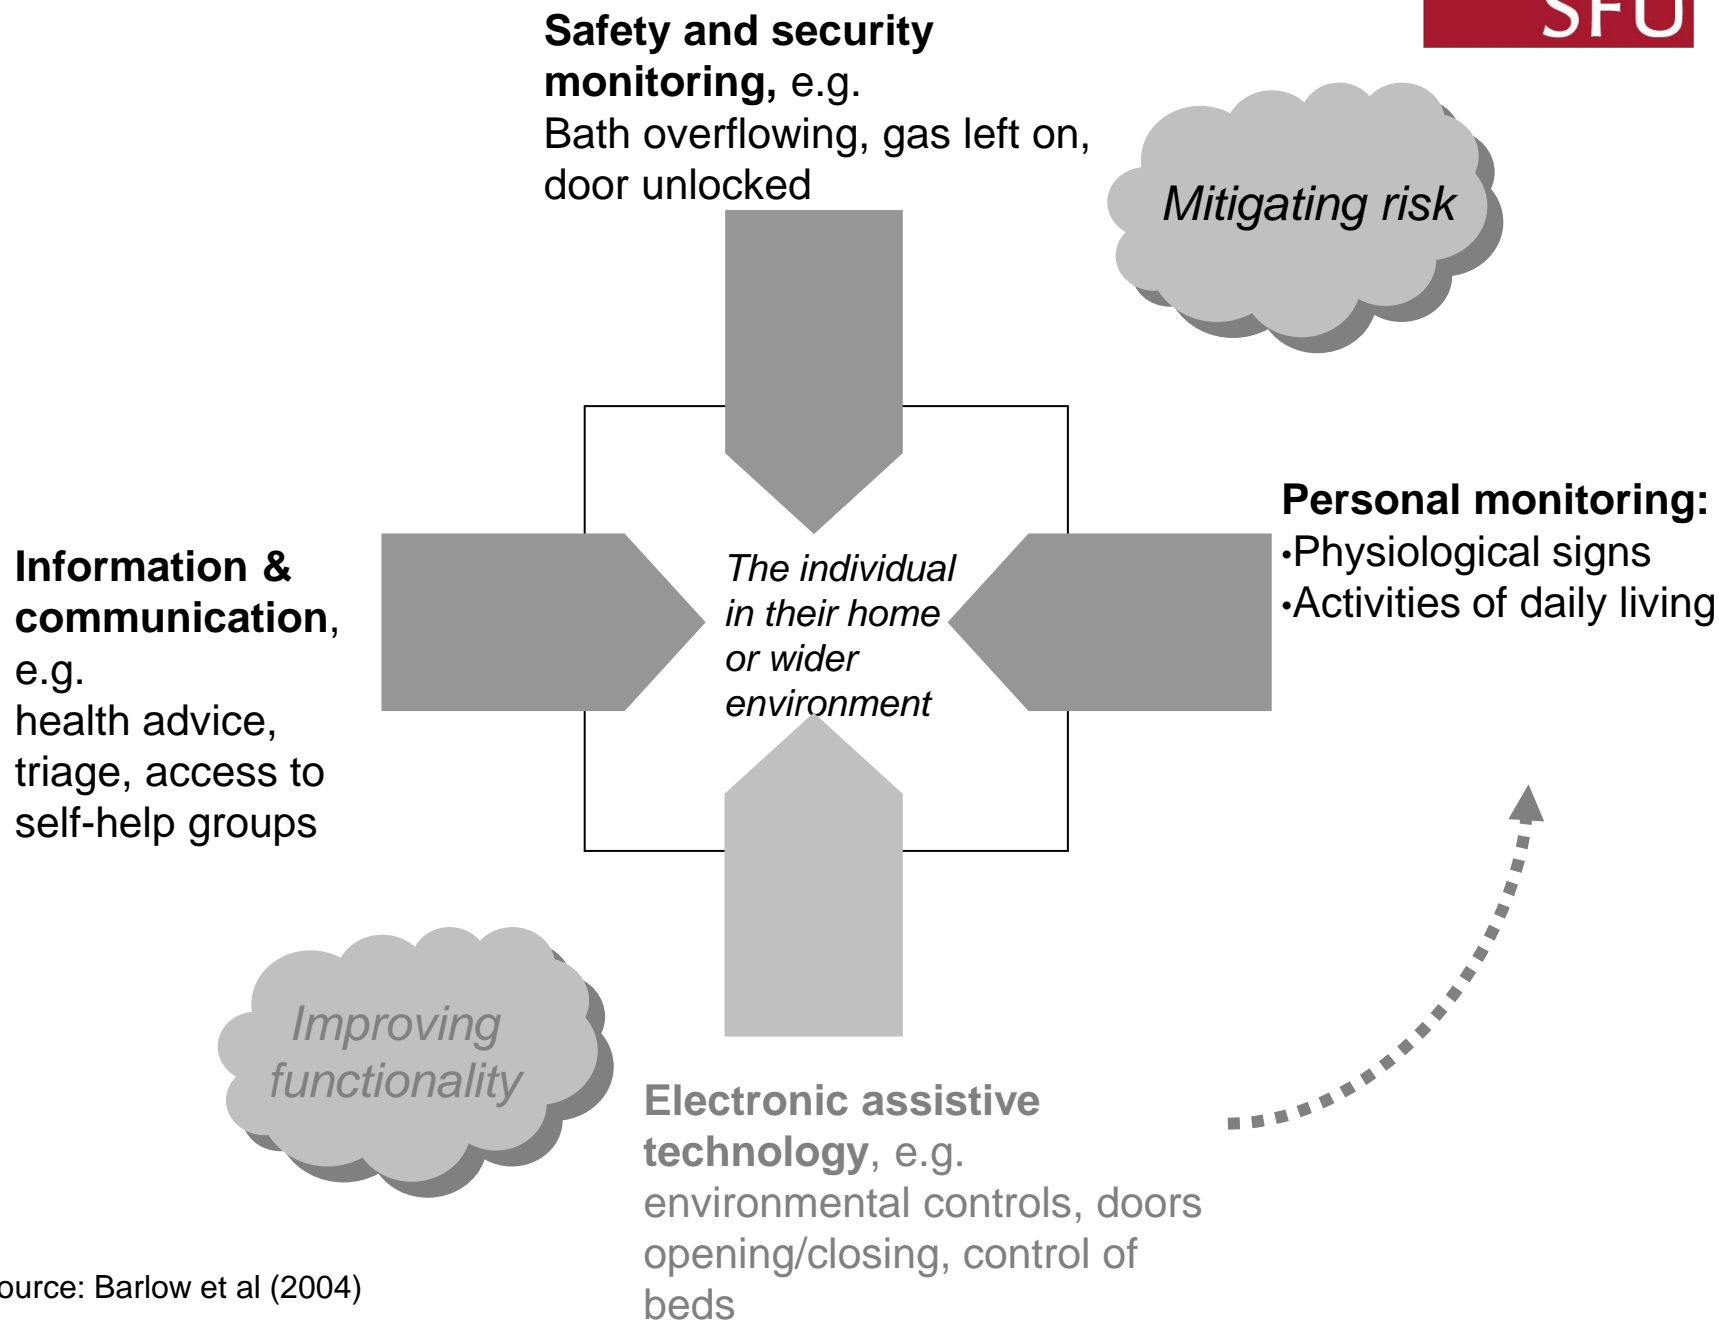 SFU
Safety and security
monitoring, e.g.
Bath overflowing, gas left on,
door unlocked
Mitigating risk
Personal monitoring:
•Physiological signs
•Activities of daily living
Information &
communication,
e.g.
health advice,
triage, access to
self-help groups
The individual
in their home
or wider
environment
Improving
functionality
Electronic assistive
technology, e.g.
environmental controls, doors
opening/closing, control of
beds
ource: Barlow et al (2004)